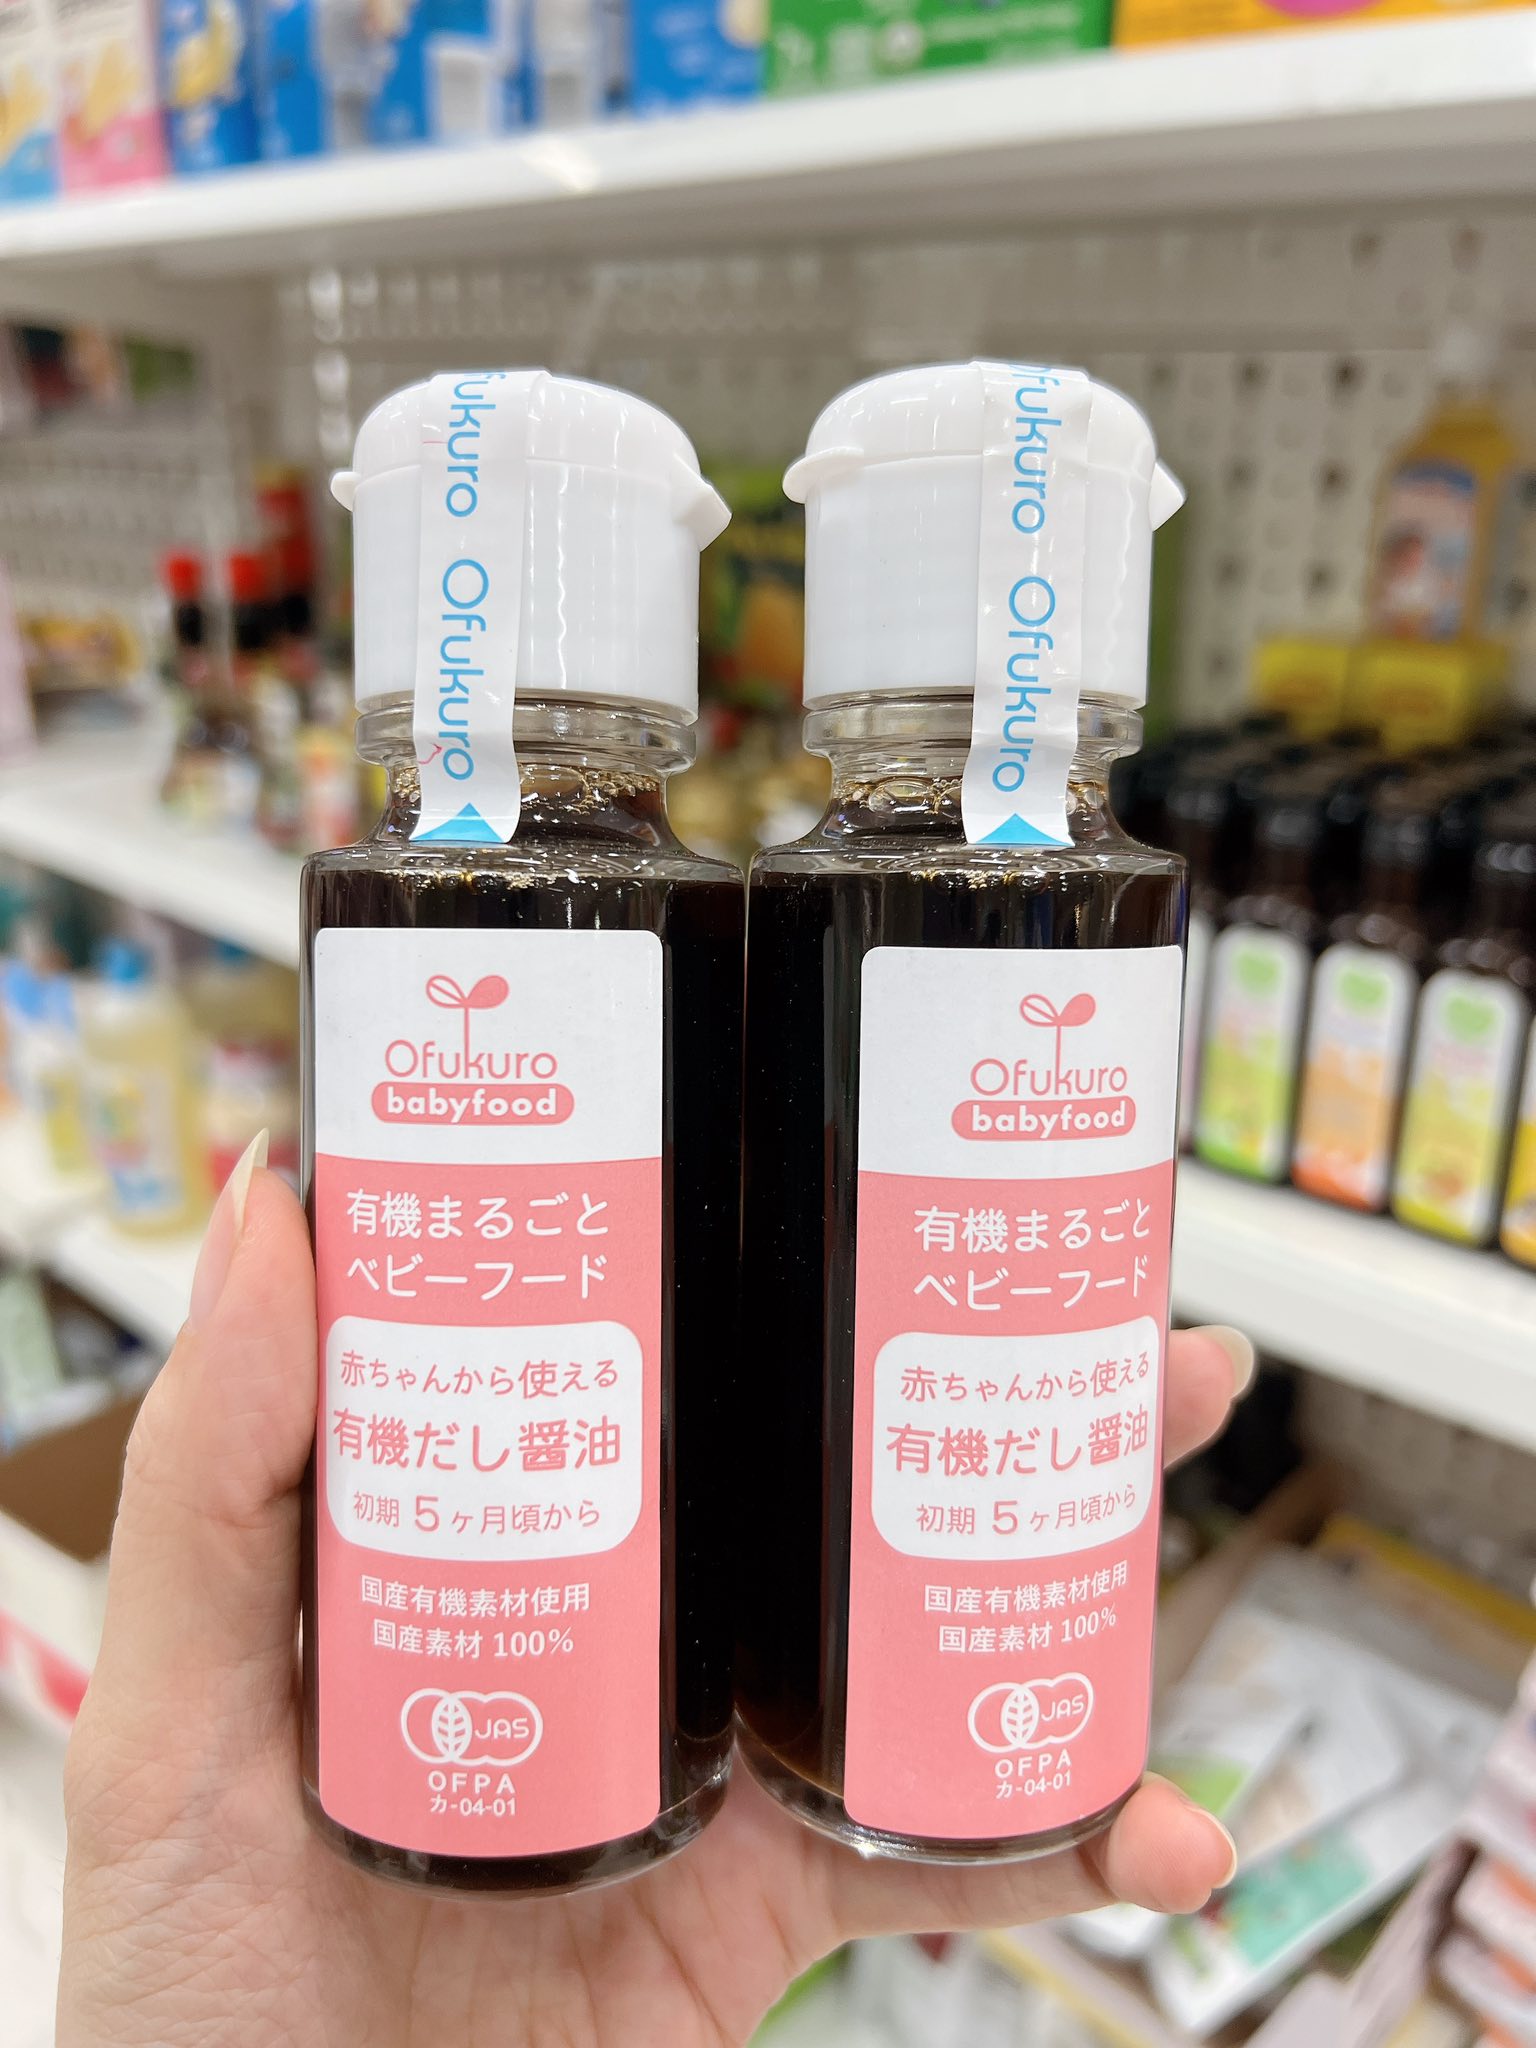 Ofukuro
Ofukuro
Ofukuro
babyfood
有機まるごと
ベビーフード
赤ちゃんから使える
有機だし醤油
初期 5ヶ月頃から
国産有機素材使用
国産素材 100%
JAS
OFPA
カ-04-01
Ofukuro
Ofukuro
Ofukuro
babyfood
有機まるごと
ベビーフード
赤ちゃんから使える
有機だし醤油
初期 5ヶ月頃から
国産有機素材使用
国産素材 100%
JAS
OFPA
カ-04-01